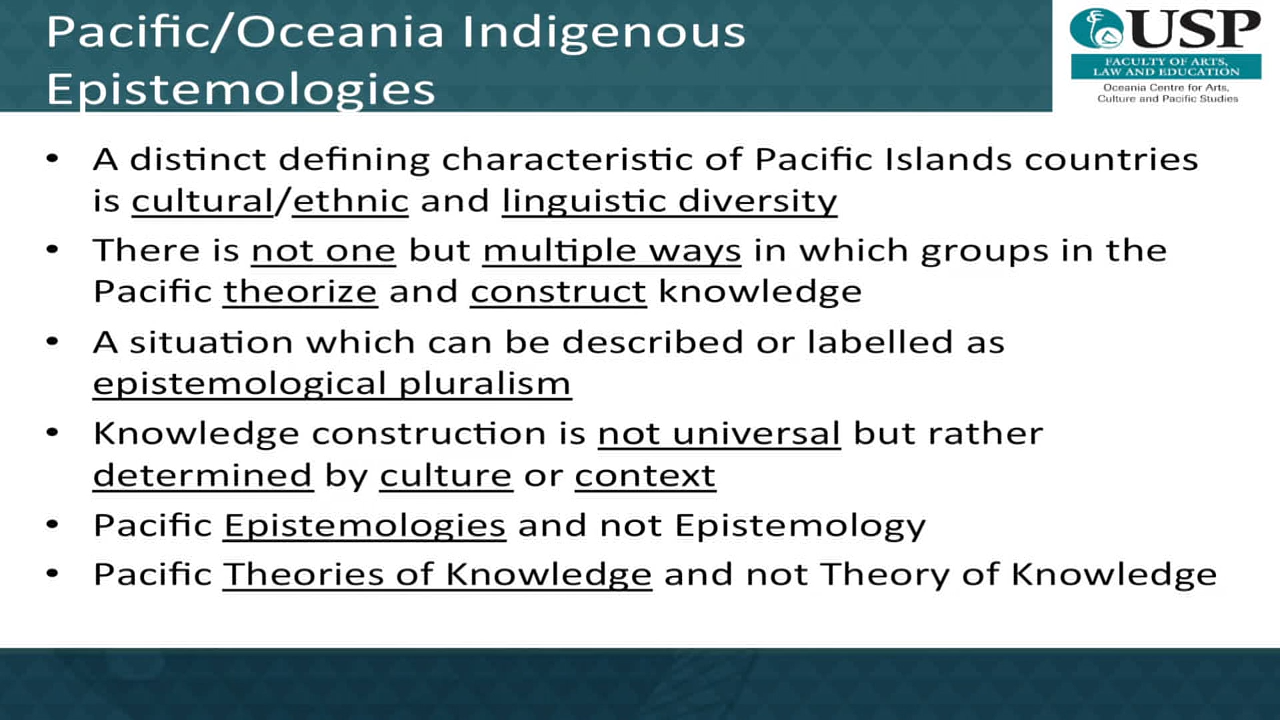 Pacific/Oceania Indigenous
Epistemologies
USP
FACULTY OF ARTS,
LAW AND EDUCATION
Oceania Centre for Arts,
Culture and Pacific Studies
• A distinct defining characteristic of Pacific Islands countries
is cultural/ethnic and linguistic diversity
• There is not one but multiple ways in which groups in the
Pacific theorize and construct knowledge
• A situation which can be described or labelled as
epistemological pluralism
• Knowledge construction is not universal but rather
determined by culture or context
• Pacific Epistemologies and not Epistemology
• Pacific Theories of Knowledge and not Theory of Knowledge